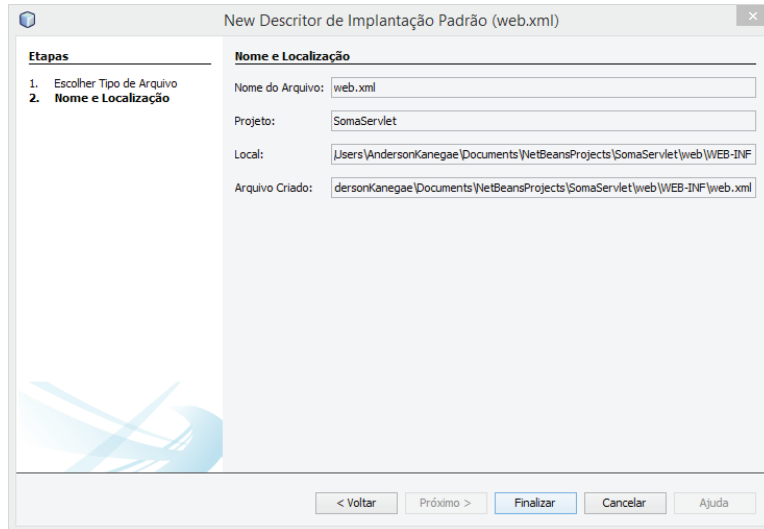 New Descritor de Implantação Padrão (web.xml)
Etapas
1. Escolher Tipo de Arquivo
2. Nome e Localização
Nome e Localização
Nome do Arquivo: web.xml
Projeto: SomaServlet
Local: Users\AndersonKanegae\Documents\NetBeansProjects\SomaServlet\web\WEB-INF
Arquivo Criado: dersonKanegae\Documents\NetBeansProjects\SomaServlet\web\WEB-INF\web.xml
< Voltar Próximo > Finalizar Cancelar Ajuda